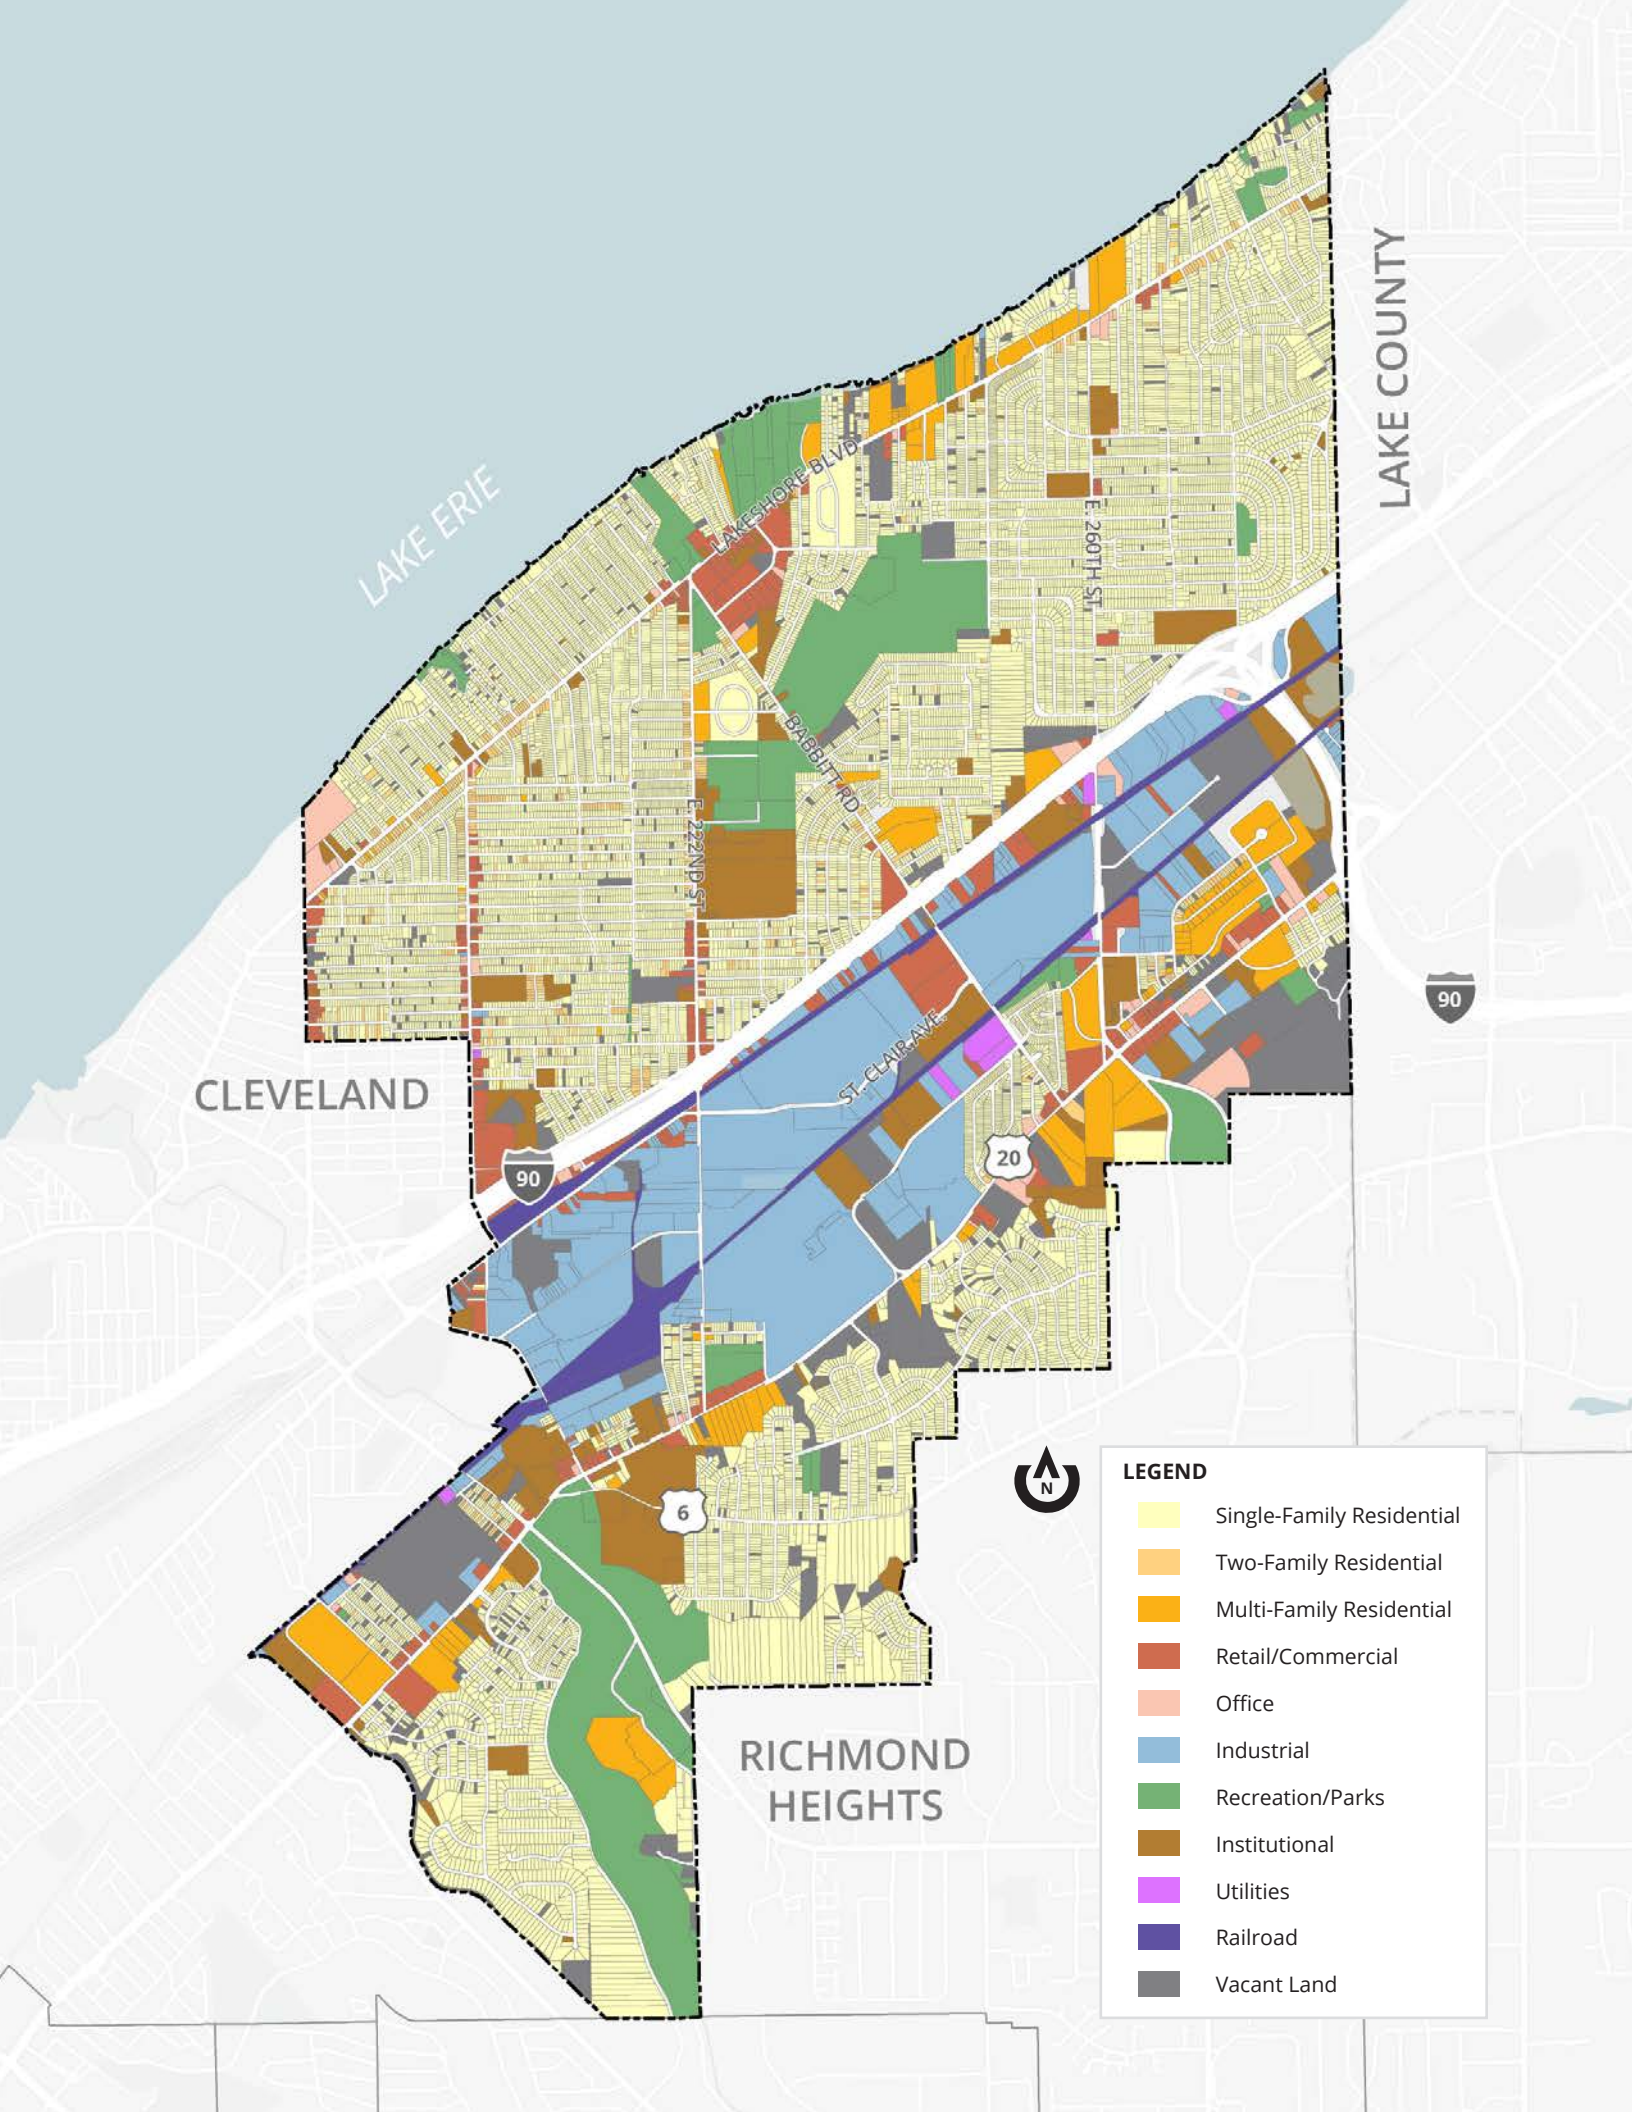 LAKE COUNTY
LAKE ERIE
LAKESHORE BLVD
E. 260TH ST.
BABBITT RD
E. 222ND ST.
90
CLEVELAND
ST. CLAIR AVE.
20
90
6
RICHMOND
HEIGHTS
N
LEGEND
Single-Family Residential
Two-Family Residential
Multi-Family Residential
Retail/Commercial
Office
Industrial
Recreation/Parks
Institutional
Utilities
Railroad
Vacant Land